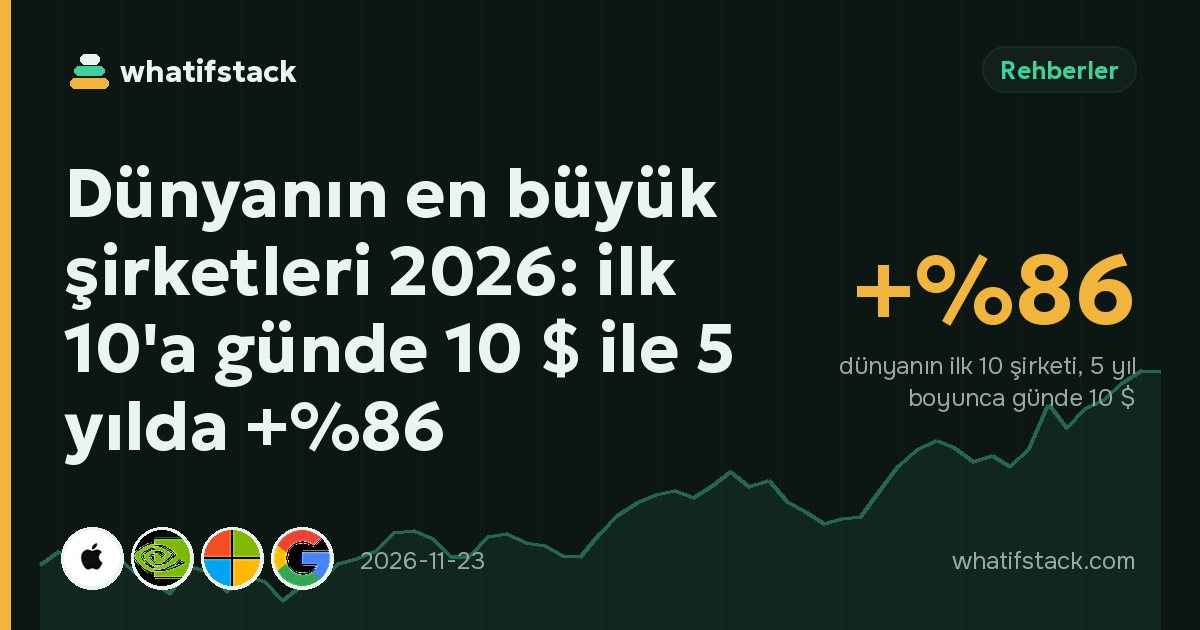 whatifstack
Rehberler
Dünyanın en büyük
şirketleri 2026: ilk
10'a günde 10 $ ile 5
yılda +%86
+%86
dünyanın ilk 10 şirketi, 5 yıl
boyunca günde 10 $
2026-11-23
whatifstack.com